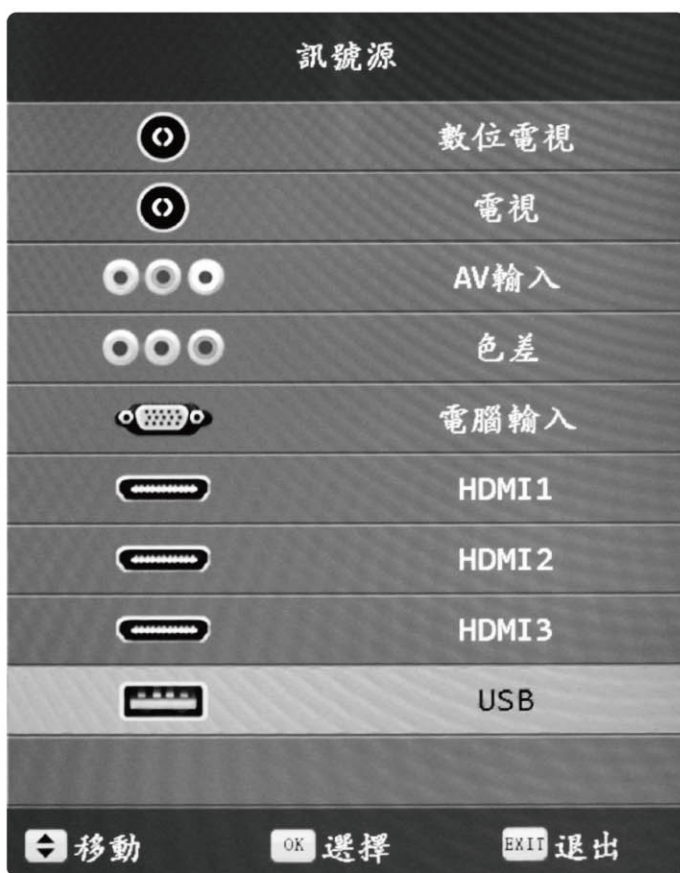 訊號源
數位電視
電視
AV輸入
色差
電腦輸入
HDMI1
HDMI2
HDMI3
USB
移動 OK 選擇 EXIT 退出